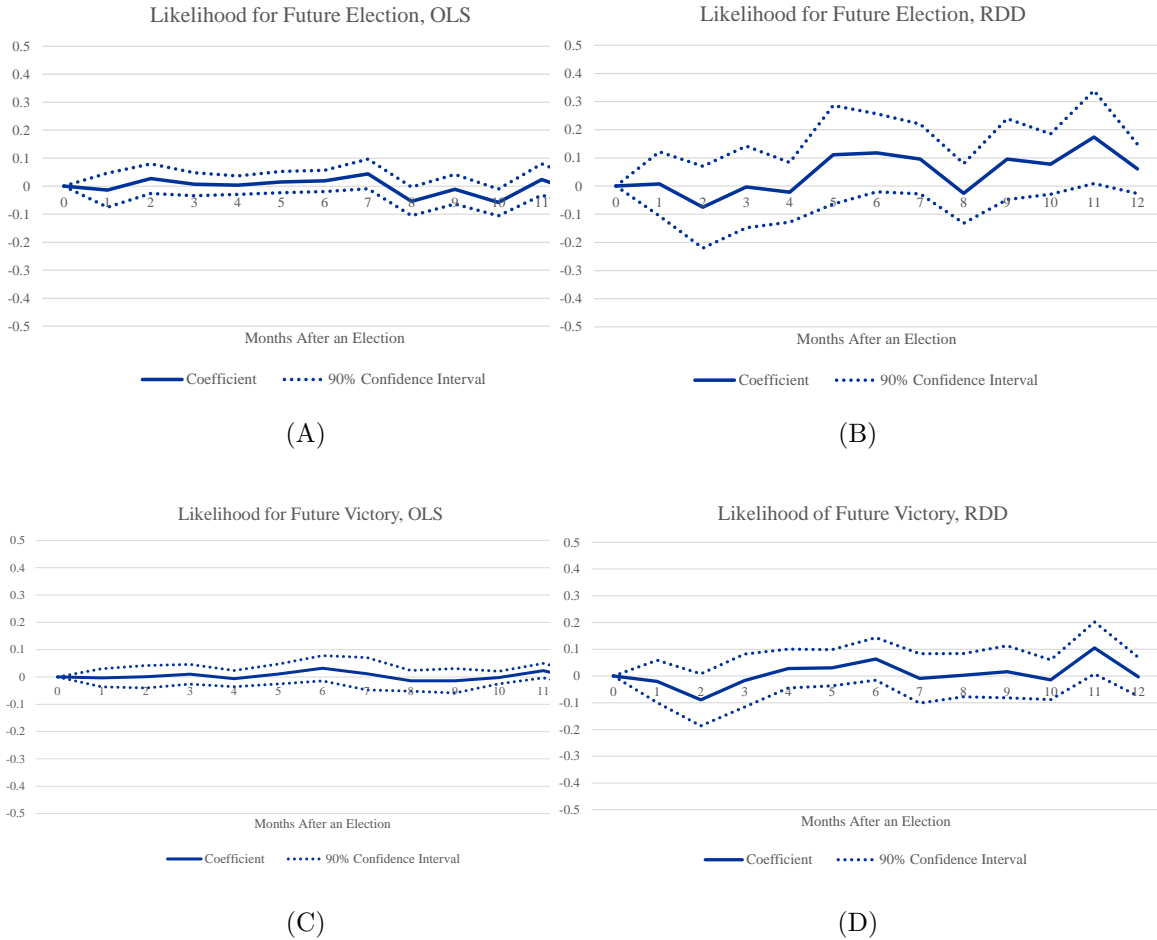 Likelihood for Future Election, OLS
0.5
0.4
0.3
0.2
0.1
0
-0.1
-0.2
-0.3
-0.4
-0.5
0 1 2 3 4 5 6 7 8 9 10 11
Months After an Election
Coefficient 90% Confidence Interval
(A)
Likelihood for Future Election, RDD
0.5
0.4
0.3
0.2
0.1
0
-0.1
-0.2
-0.3
-0.4
-0.5
0 1 2 3 4 5 6 7 8 9 10 11 12
Months After an Election
Coefficient 90% Confidence Interval
(B)
Likelihood for Future Victory, OLS
0.5
0.4
0.3
0.2
0.1
0
-0.1
-0.2
-0.3
-0.4
-0.5
0 1 2 3 4 5 6 7 8 9 10 11
Months After an Election
Coefficient 90% Confidence Interval
(C)
Likelihood of Future Victory, RDD
0.5
0.4
0.3
0.2
0.1
0
-0.1
-0.2
-0.3
-0.4
-0.5
0 1 2 3 4 5 6 7 8 9 10 11 12
Months After an Election
Coefficient 90% Confidence Interval
(D)